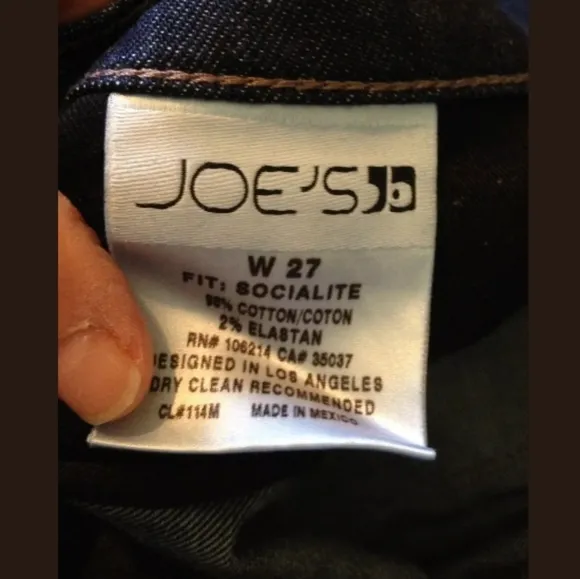 JOE'S
W 27
FIT: SOCIALITE
98% COTTON/COTON
2% ELASTAN
RN# 106214 CA# 35037
DESIGNED IN LOS ANGELES
DRY CLEAN RECOMMENDED
CL#114M MADE IN MEXICO